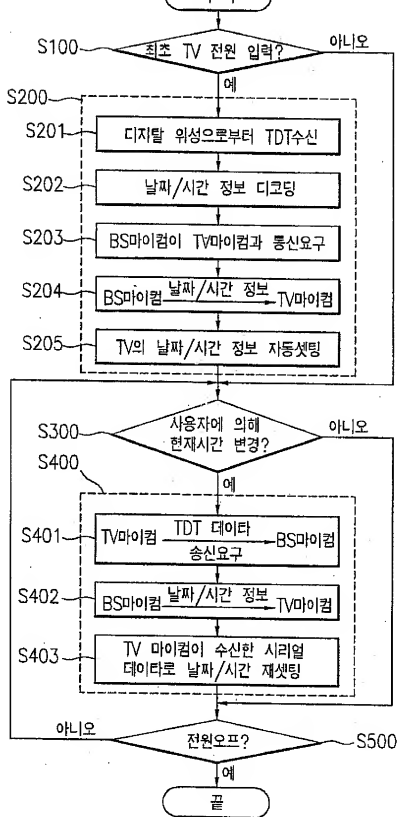 S100
최초 TV 전원 입력?
아니오
예
S200
S201
디지탈 위성으로부터 TDT수신
S202
날짜/시간 정보 디코딩
S203
BS마이컴이 TV마이컴과 통신요구
S204
날짜/시간 정보
BS마이컴 TV마이컴
S205
TV의 날짜/시간 정보 자동셋팅
S300
사용자에 의해
현재시간 변경?
아니오
예
S400
S401
TDT 데이타
TV마이컴 BS마이컴
송신요구
S402
날짜/시간 정보
BS마이컴 TV마이컴
S403
TV 마이컴이 수신한 시리얼
데이타로 날짜/시간 재셋팅
아니오
전원오프?
S500
예
끝